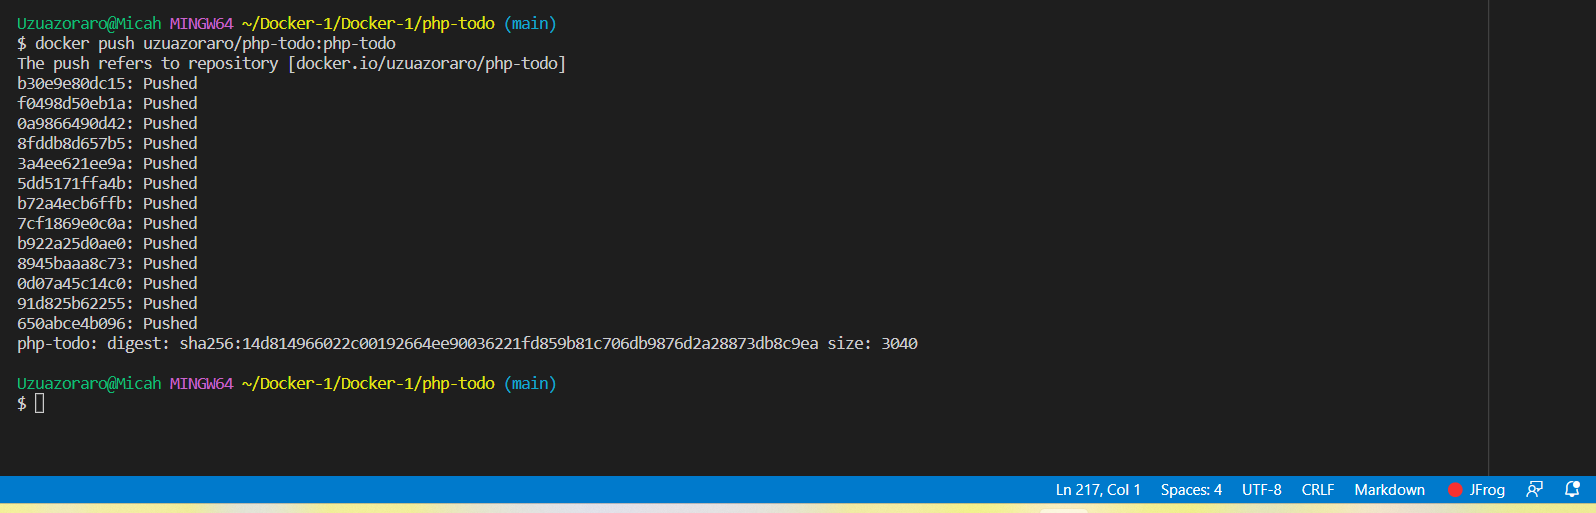 Uzuazoraro@Micah MINGW64 ~/Docker-1/Docker-1/php-todo (main)
$ docker push uzuazoraro/php-todo:php-todo
The push refers to repository [docker.io/uzuazoraro/php-todo]
b30e9e80dc15: Pushed
f0498d50eb1a: Pushed
0a9866490d42: Pushed
8fddb8d657b5: Pushed
3a4ee621ee9a: Pushed
5dd5171ffa4b: Pushed
b72a4ecb6ffb: Pushed
7cf1869e0c0a: Pushed
b922a25d0ae0: Pushed
8945baaa8c73: Pushed
0d07a45c14c0: Pushed
91d825b62255: Pushed
650abce4b096: Pushed
php-todo: digest: sha256:14d814966022c00192664ee90036221fd859b81c706db9876d2a28873db8c9ea size: 3040
Uzuazoraro@Micah MINGW64 ~/Docker-1/Docker-1/php-todo (main)
$
Ln 217, Col 1 Spaces: 4 UTF-8 CRLF Markdown JFrog